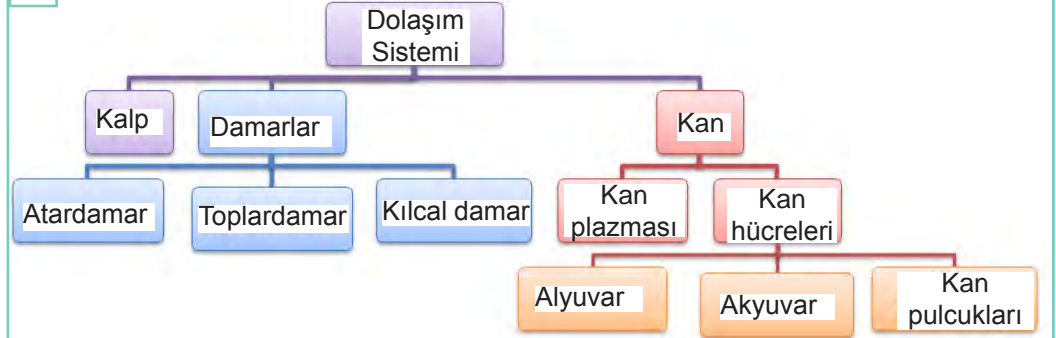 Dolaşım
Sistemi
Kalp
Damarlar
Kan
Atardamar
Toplardamar
Kılcal damar
Kan
plazması
Kan
hücreleri
Alyuvar
Akyuvar
Kan
pulcukları